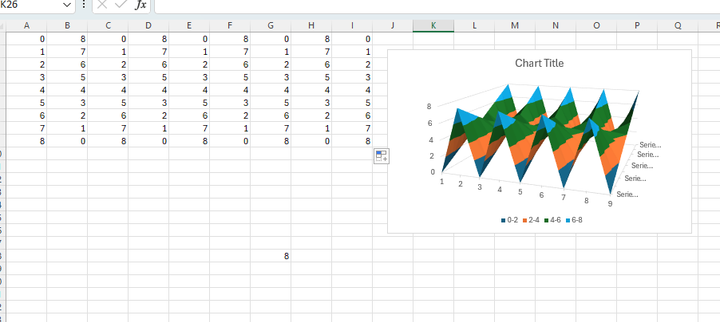 K26 fx
A B C D E F G H I J K L M N O P Q R
0 8 0 8 0 8 0 8 0
1 7 1 7 1 7 1 7 1
2 6 2 6 2 6 2 6 2
3 5 3 5 3 5 3 5 3
4 4 4 4 4 4 4 4 4
5 3 5 3 5 3 5 3 5
6 2 6 2 6 2 6 2 6
7 1 7 1 7 1 7 1 7
8 0 8 0 8 0 8 0 8
8
Chart Title
8
6
4
2
0
1 2 3 4 5 6 7 8 9
Serie...
Serie...
Serie...
Serie...
Serie...
0-2 2-4 4-6 6-8